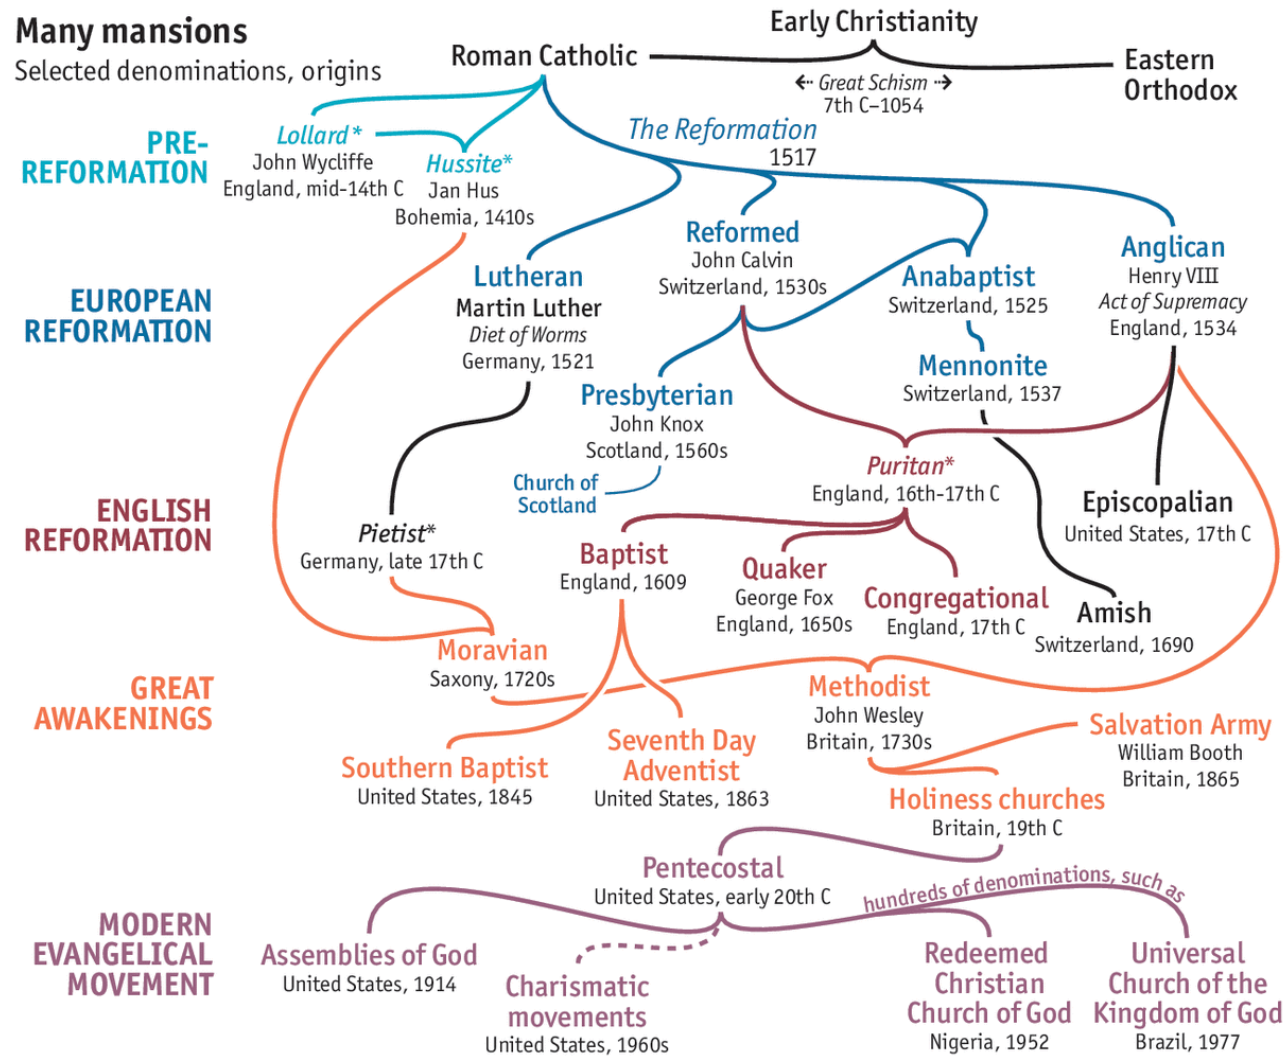 Many mansions
Selected denominations, origins
Early Christianity
Roman Catholic
Eastern
Orthodox
Great Schism
7th C–1054
The Reformation
1517
PRE-
REFORMATION
Lollard*
John Wycliffe
England, mid-14th C
Hussite*
Jan Hus
Bohemia, 1410s
EUROPEAN
REFORMATION
Lutheran
Martin Luther
Diet of Worms
Germany, 1521
Reformed
John Calvin
Switzerland, 1530s
Anabaptist
Switzerland, 1525
Anglican
Henry VIII
Act of Supremacy
England, 1534
Mennonite
Switzerland, 1537
Presbyterian
John Knox
Scotland, 1560s
Church of
Scotland
ENGLISH
REFORMATION
Puritan*
England, 16th-17th C
Episcopalian
United States, 17th C
Pietist*
Germany, late 17th C
Baptist
England, 1609
Quaker
George Fox
England, 1650s
Congregational
England, 17th C
Amish
Switzerland, 1690
GREAT
AWAKENINGS
Moravian
Saxony, 1720s
Methodist
John Wesley
Britain, 1730s
Salvation Army
William Booth
Britain, 1865
Southern Baptist
United States, 1845
Seventh Day
Adventist
United States, 1863
Holiness churches
Britain, 19th C
MODERN
EVANGELICAL
MOVEMENT
Pentecostal
United States, early 20th C
hundreds of denominations, such as
Assemblies of God
United States, 1914
Charismatic
movements
United States, 1960s
Redeemed
Christian
Church of God
Nigeria, 1952
Universal
Church of the
Kingdom of God
Brazil, 1977